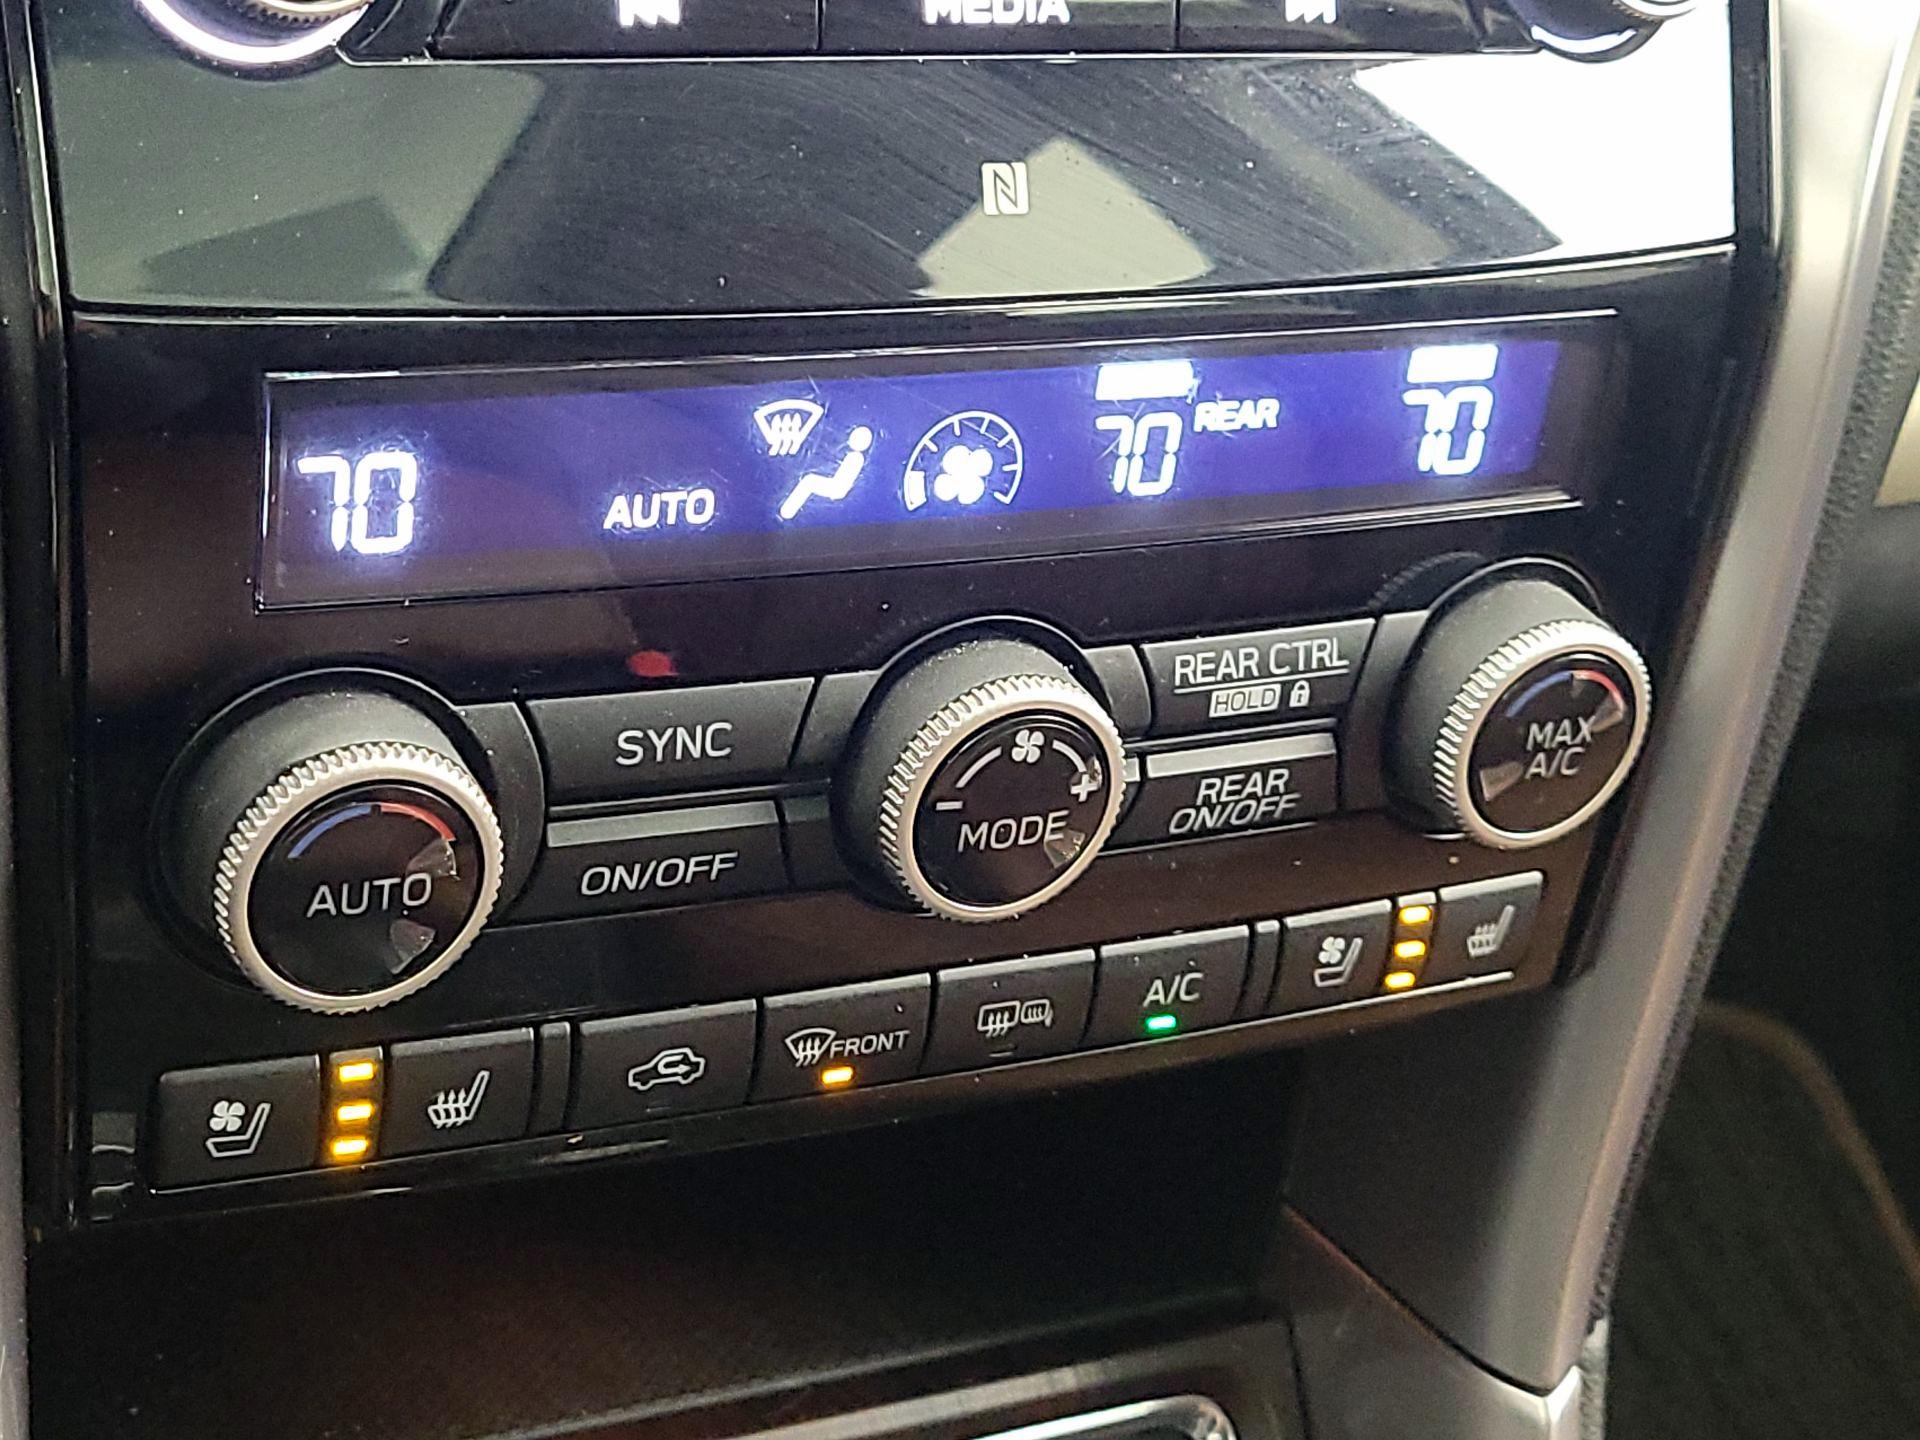 MEDIA
N
70 AUTO 70 REAR 70
SYNC
REAR CTRL
HOLD
ON/OFF
REAR
ON/OFF
AUTO
- +
MODE
MAX
A/C
FRONT
A/C